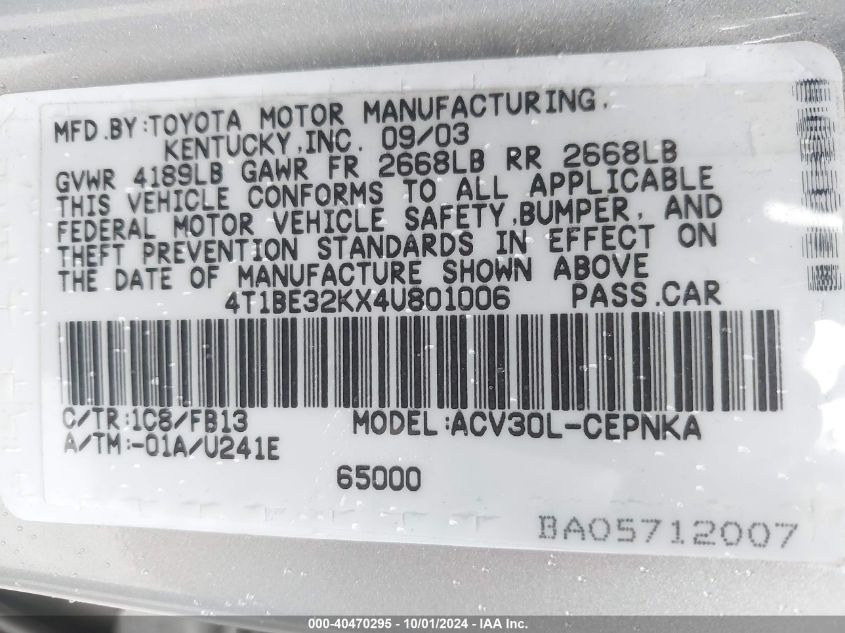 MFD.BY:TOYOTA MOTOR MANUFACTURING.
KENTUCKY,INC. 09/03
GVWR 4189LB GAWR FR 2668LB RR 2668LB
THIS VEHICLE CONFORMS TO ALL APPLICABLE
FEDERAL MOTOR VEHICLE SAFETY,BUMPER, AND
THEFT PREVENTION STANDARDS IN EFFECT ON
THE DATE OF MANUFACTURE SHOWN ABOVE
4T1BE32KX4U801006 PASS.CAR
C/TR:1C8/FB13 MODEL:ACV30L-CEPNKA
A/TM:-01A/U241E
65000
BA05712007
000-40470295 - 10/01/2024 - COPYRIGHT IAA, Inc.